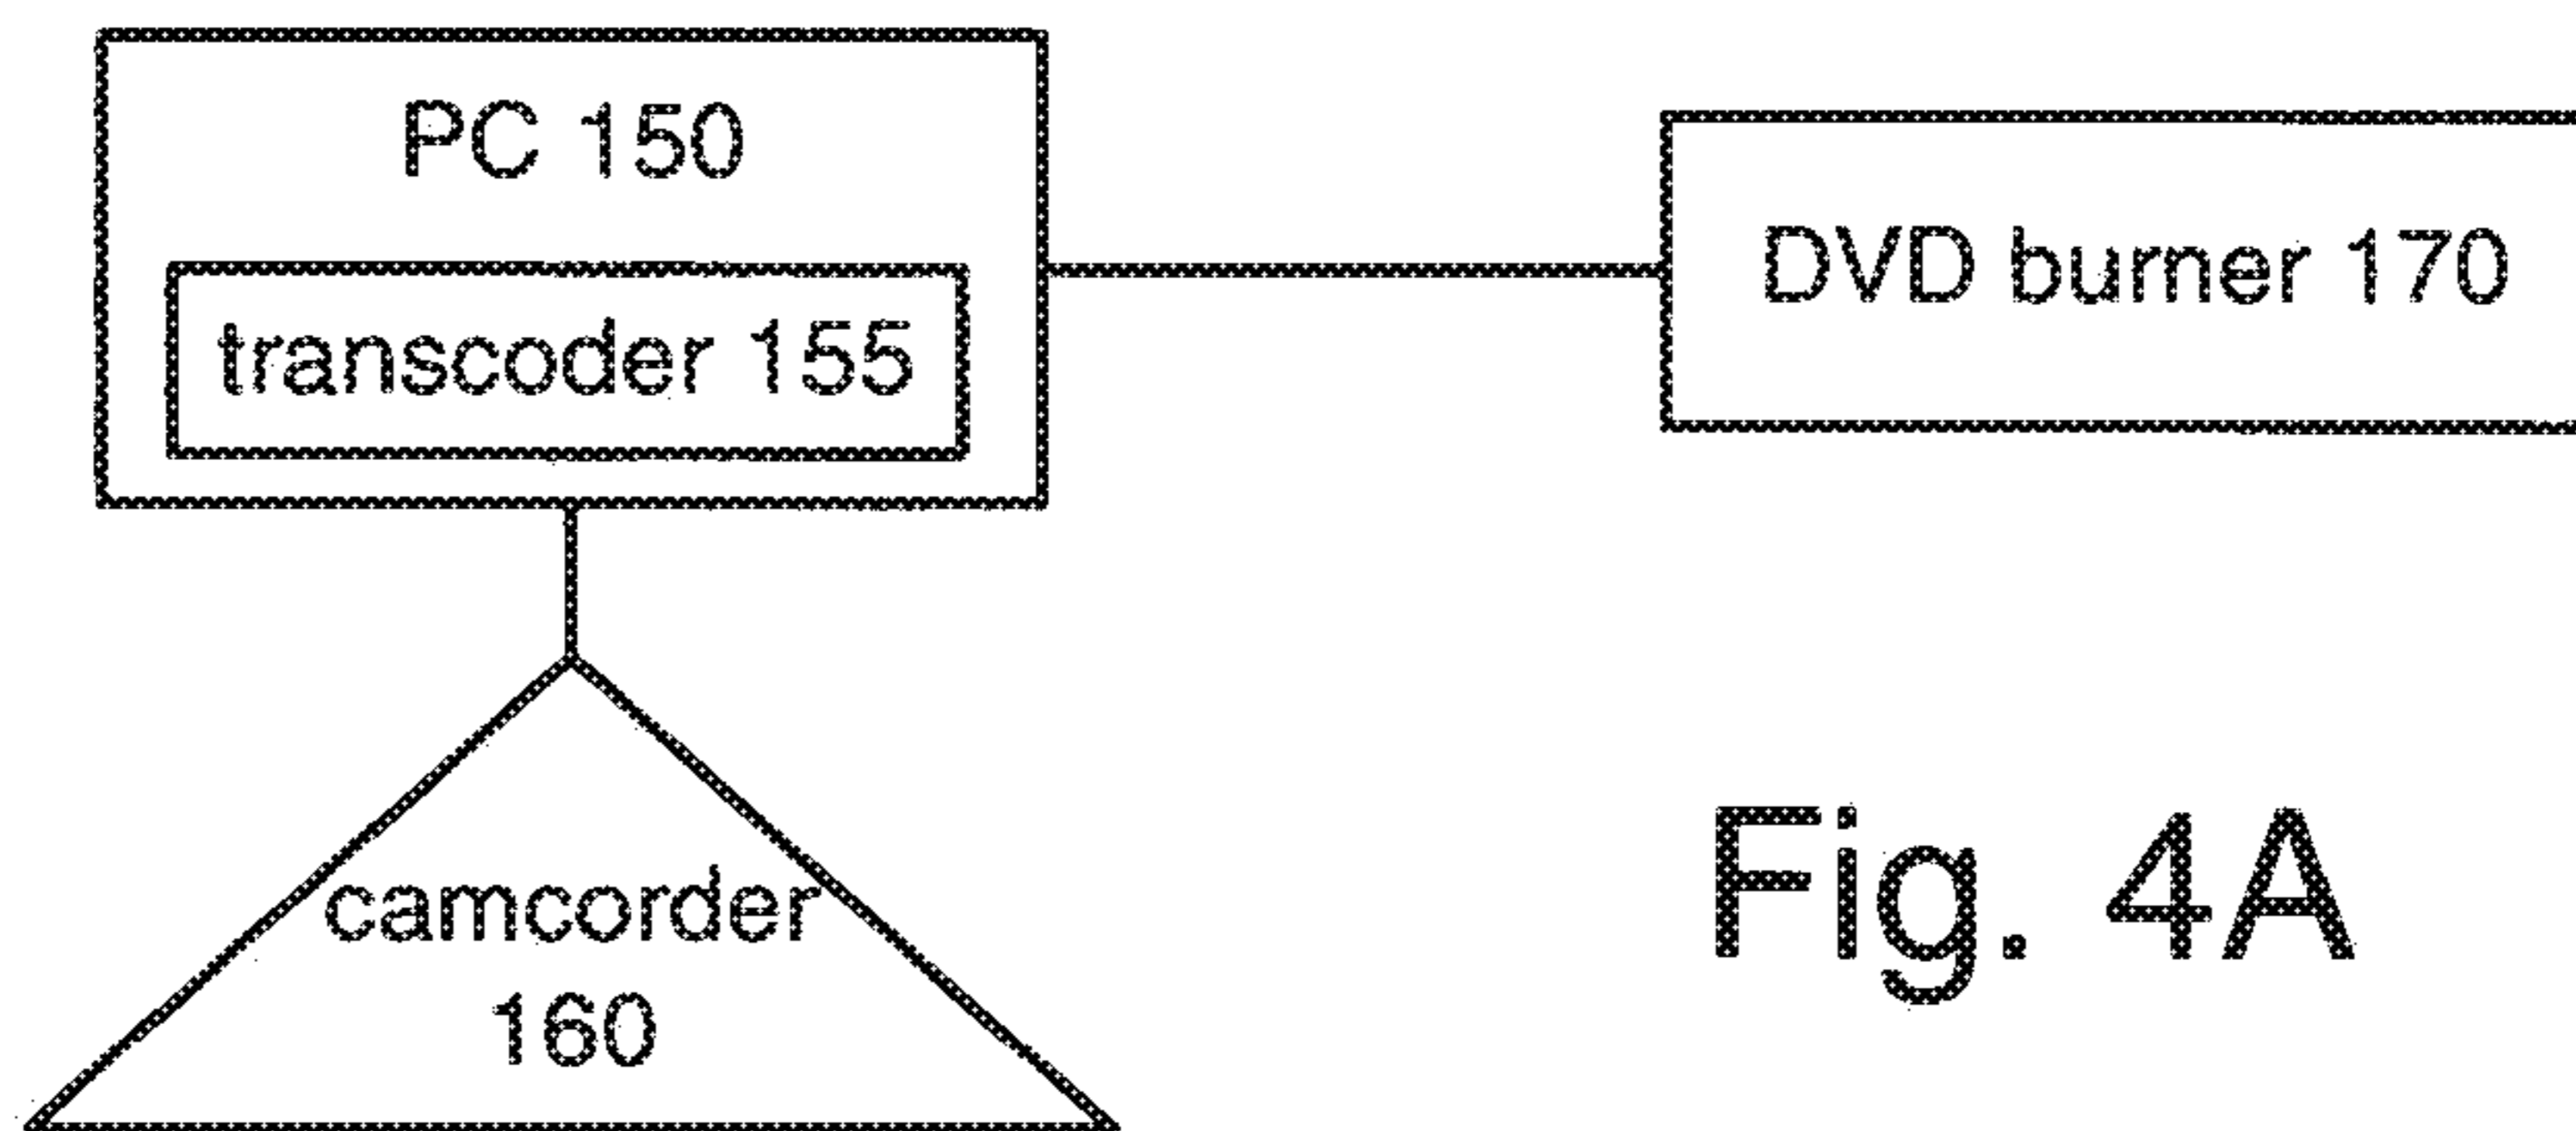 PC 150
transcoder 155
DVD burner 170
camcorder
160
Fig. 4A